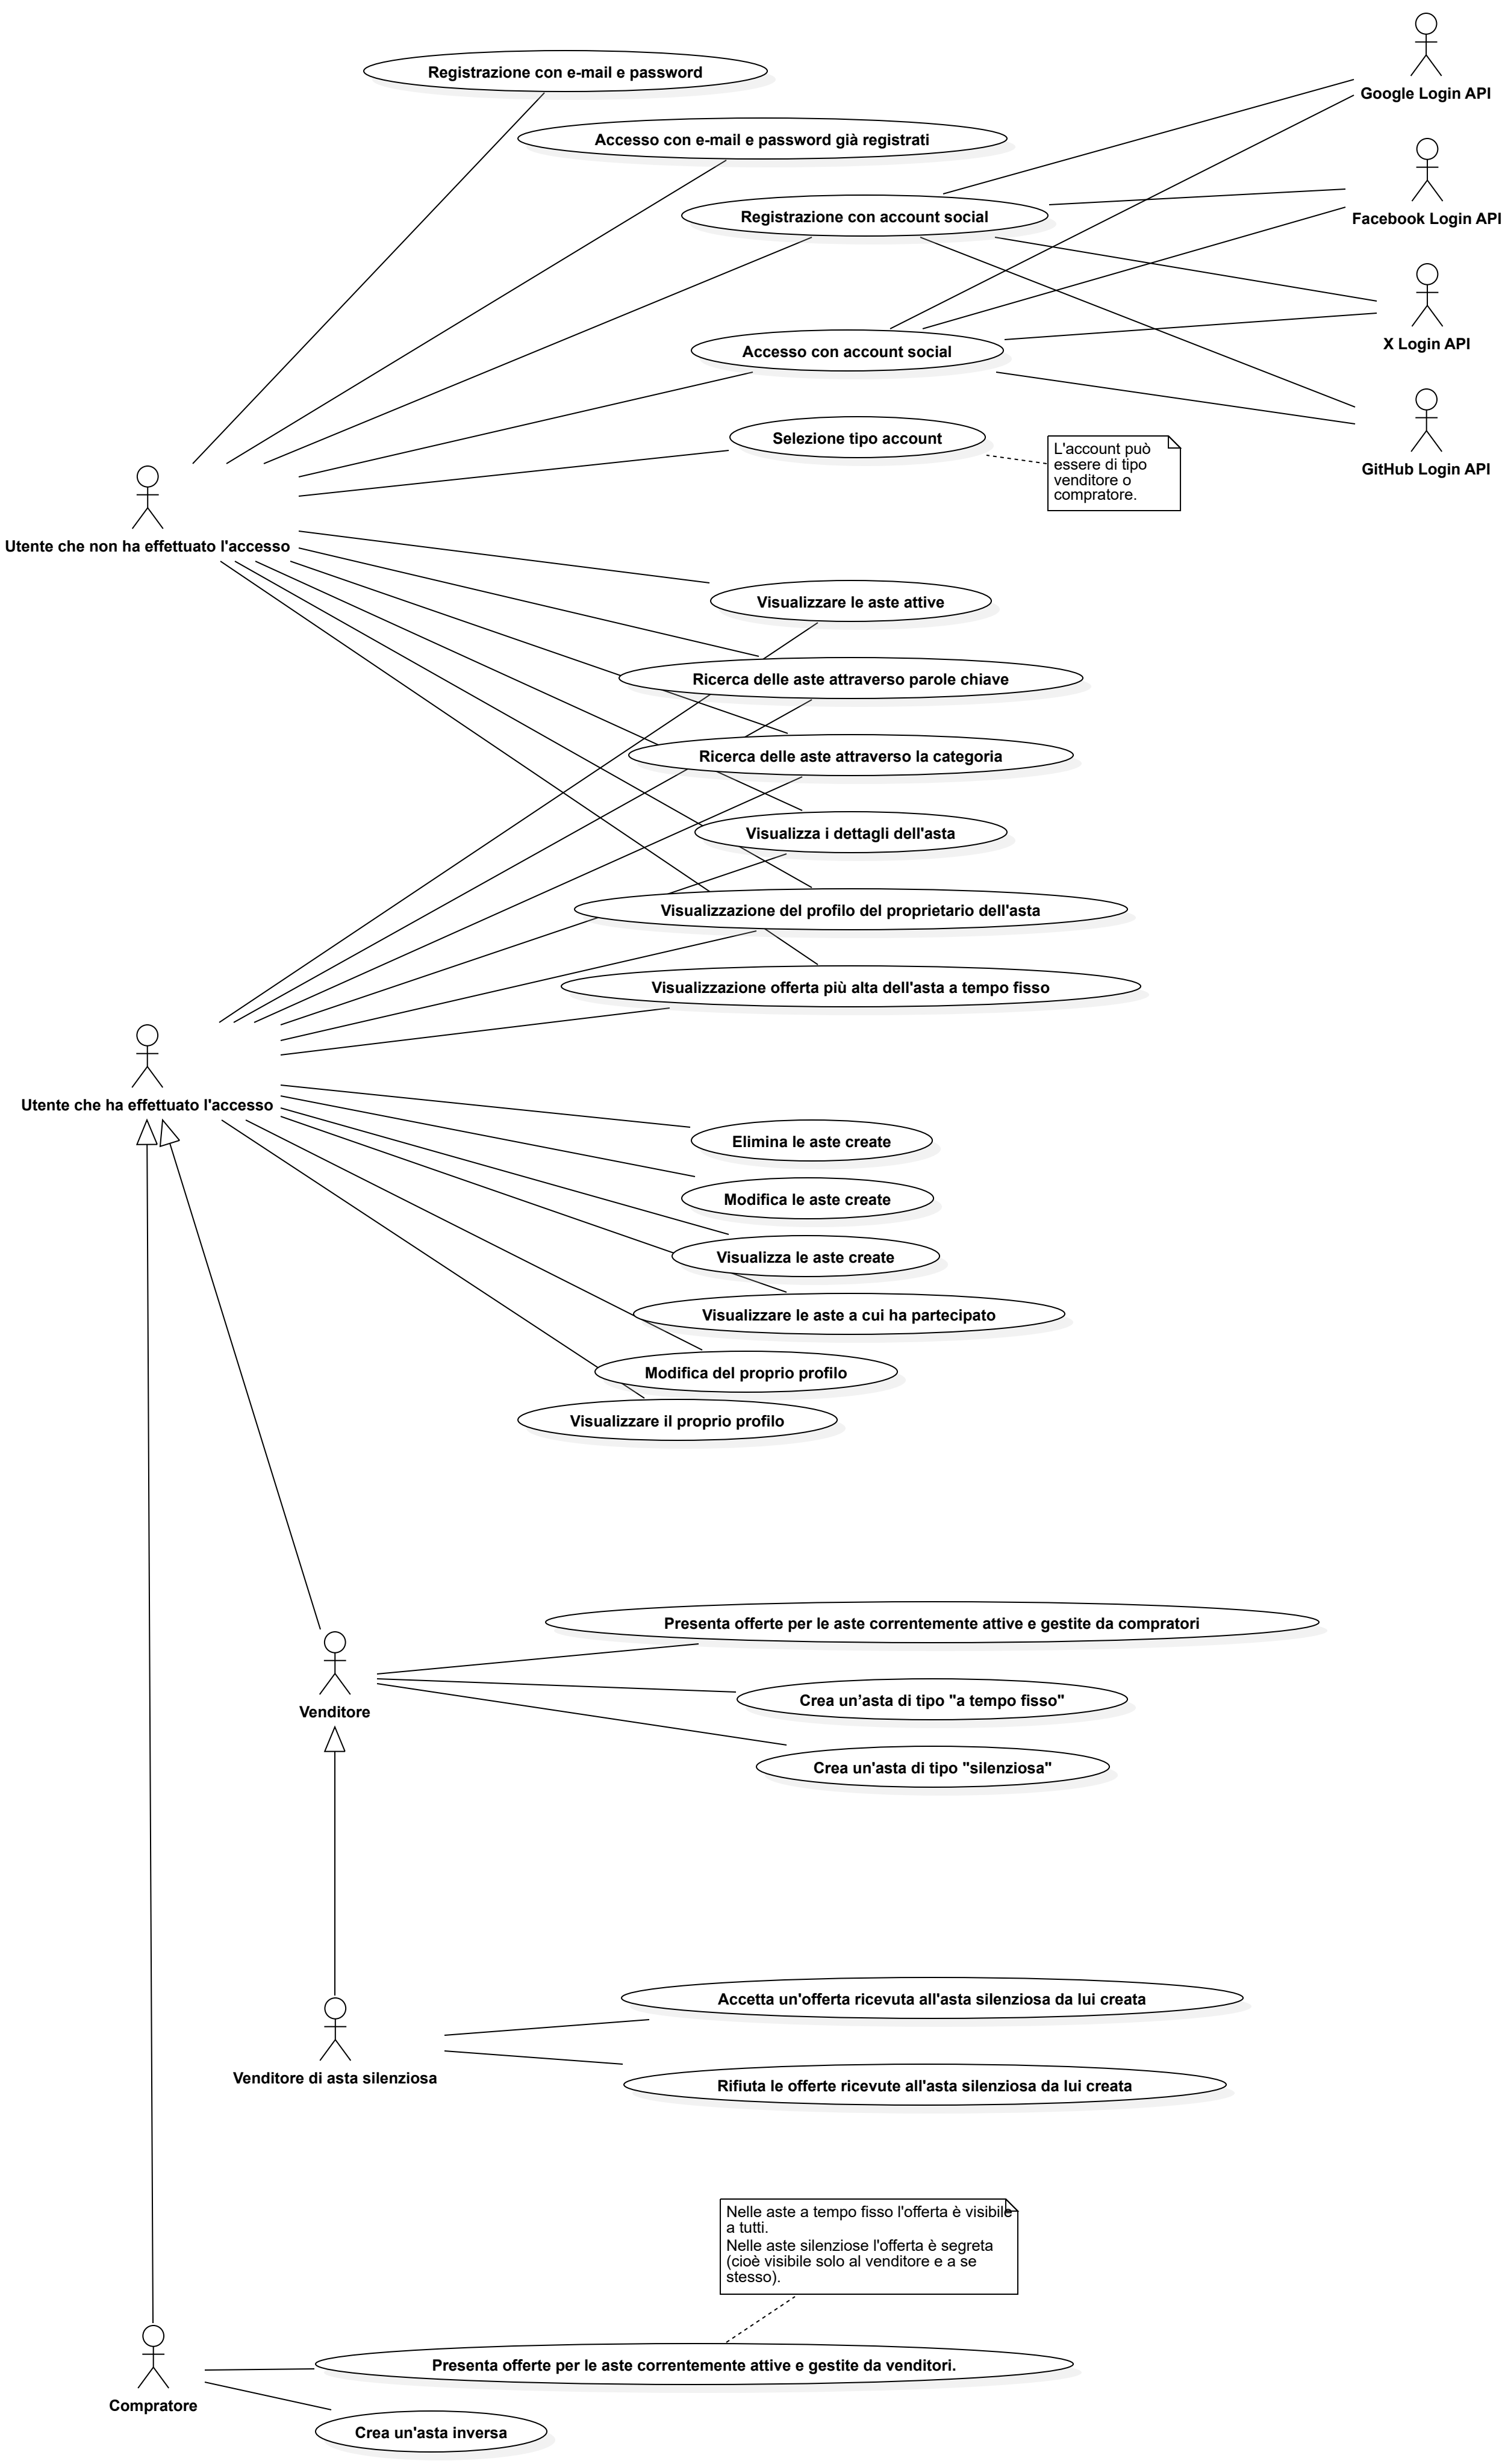 Google Login API
Registrazione con e-mail e password
Accesso con e-mail e password già registrati
Registrazione con account social
Facebook Login API
X Login API
Accesso con account social
Selezione tipo account
L'account può
essere di tipo
venditore o
compratore.
GitHub Login API
Utente che non ha effettuato l'accesso
Visualizzare le aste attive
Ricerca delle aste attraverso parole chiave
Ricerca delle aste attraverso la categoria
Visualizza i dettagli dell'asta
Visualizzazione del profilo del proprietario dell'asta
Visualizzazione offerta più alta dell'asta a tempo fisso
Utente che ha effettuato l'accesso
Elimina le aste create
Modifica le aste create
Visualizza le aste create
Visualizzare le aste a cui ha partecipato
Modifica del proprio profilo
Visualizzare il proprio profilo
Presenta offerte per le aste correntemente attive e gestite da compratori
Crea un’asta di tipo "a tempo fisso"
Venditore
Crea un'asta di tipo "silenziosa"
Accetta un'offerta ricevuta all'asta silenziosa da lui creata
Venditore di asta silenziosa
Rifiuta le offerte ricevute all'asta silenziosa da lui creata
Nelle aste a tempo fisso l'offerta è visibile
a tutti.
Nelle aste silenziose l'offerta è segreta
(cioè visibile solo al venditore e a se
stesso).
Presenta offerte per le aste correntemente attive e gestite da venditori.
Compratore
Crea un'asta inversa